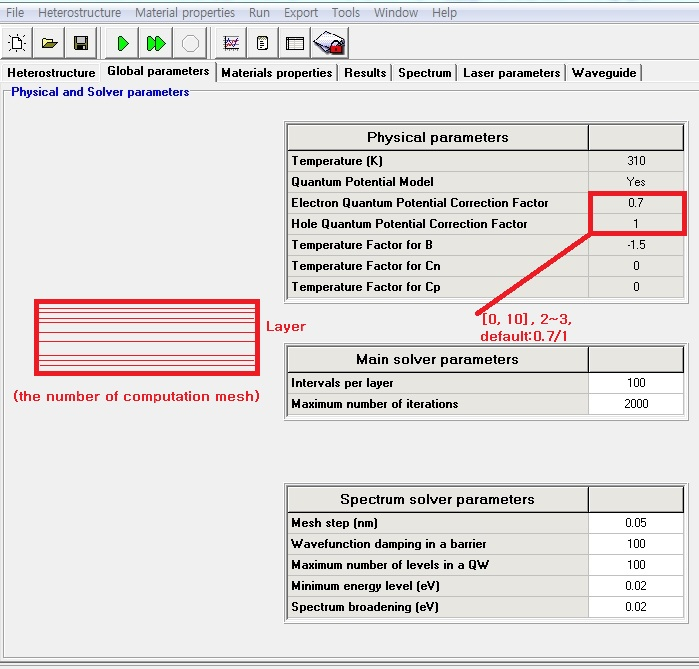 File Heterostructure Material properties Run Export Tools Window Help
Heterostructure Global parameters Materials properties Results Spectrum Laser parameters Waveguide
Physical and Solver parameters
Physical parameters
Temperature (K) 310
Quantum Potential Model Yes
Electron Quantum Potential Correction Factor 0.7
Hole Quantum Potential Correction Factor 1
Temperature Factor for B -1.5
Temperature Factor for Cn 0
Temperature Factor for Cp 0
Layer
[0, 10], 2~3,
default:0.7/1
(the number of computation mesh)
Main solver parameters
Intervals per layer 100
Maximum number of iterations 2000
Spectrum solver parameters
Mesh step (nm) 0.05
Wavefunction damping in a barrier 100
Maximum number of levels in a QW 100
Minimum energy level (eV) 0.02
Spectrum broadening (eV) 0.02